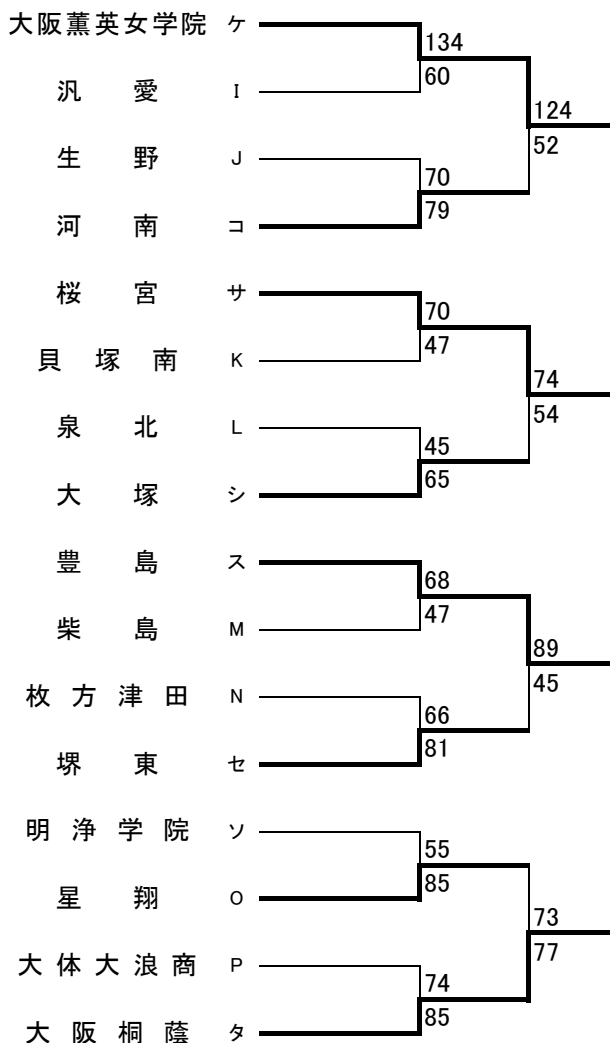 大阪薫英女学院 ケ
134
60
汎愛 I
124
52
生野 J
70
79
河南 コ
桜宮 サ
70
47
貝塚南 K
74
54
泉北 L
45
65
大塚 シ
豊島 ス
68
47
柴島 M
89
45
枚方津田 N
66
81
堺東 セ
明浄学院 ソ
55
85
星翔 O
73
77
大体大浪商 P
74
85
大阪桐蔭 タ